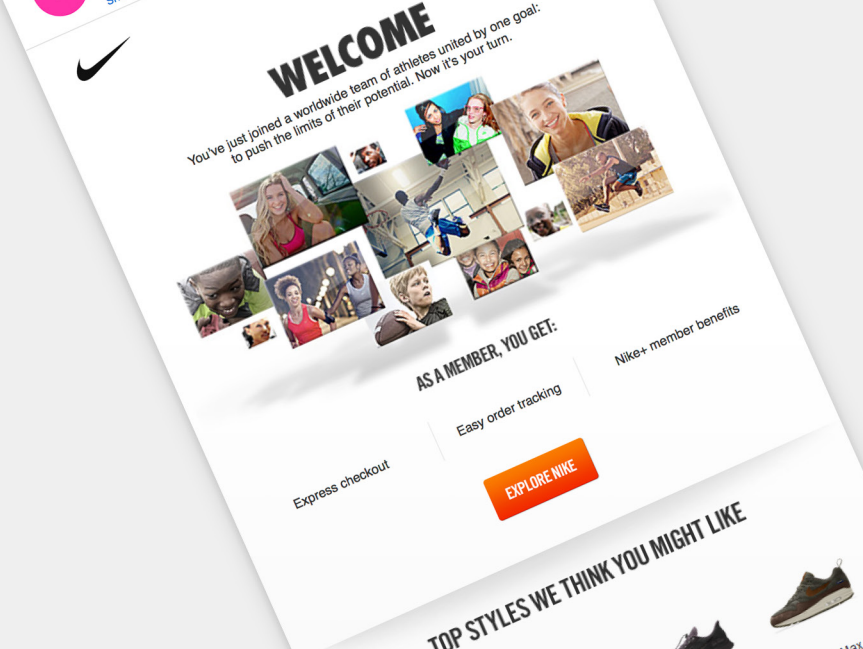 WELCOME
You've just joined a worldwide team of athletes united by one goal:
to push the limits of their potential. Now it's your turn.
AS A MEMBER, YOU GET:
Express checkout
Easy order tracking
Nike+ member benefits
EXPLORE NIKE
TOP STYLES WE THINK YOU MIGHT LIKE
Max